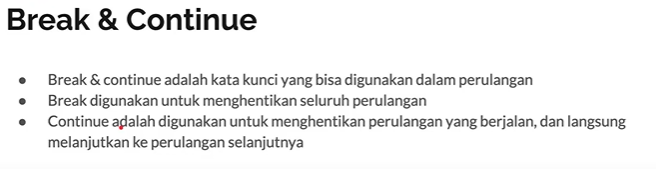 Break & Continue
● Break & continue adalah kata kunci yang bisa digunakan dalam perulangan
● Break digunakan untuk menghentikan seluruh perulangan
● Continue adalah digunakan untuk menghentikan perulangan yang berjalan, dan langsung
melanjutkan ke perulangan selanjutnya